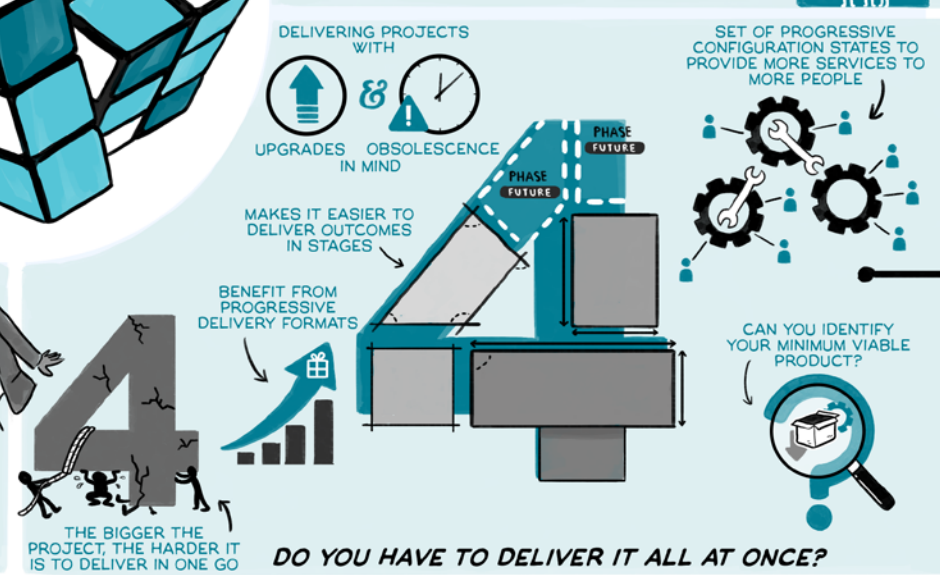 DELIVERING PROJECTS
WITH
&
!
UPGRADES OBSOLESCENCE
IN MIND
SET OF PROGRESSIVE
CONFIGURATION STATES TO
PROVIDE MORE SERVICES TO
MORE PEOPLE
PHASE
FUTURE
PHASE
FUTURE
MAKES IT EASIER TO
DELIVER OUTCOMES
IN STAGES
BENEFIT FROM
PROGRESSIVE
DELIVERY FORMATS
4
4
CAN YOU IDENTIFY
YOUR MINIMUM VIABLE
PRODUCT?
?
THE BIGGER THE
PROJECT, THE HARDER IT
IS TO DELIVER IN ONE GO
DO YOU HAVE TO DELIVER IT ALL AT ONCE?